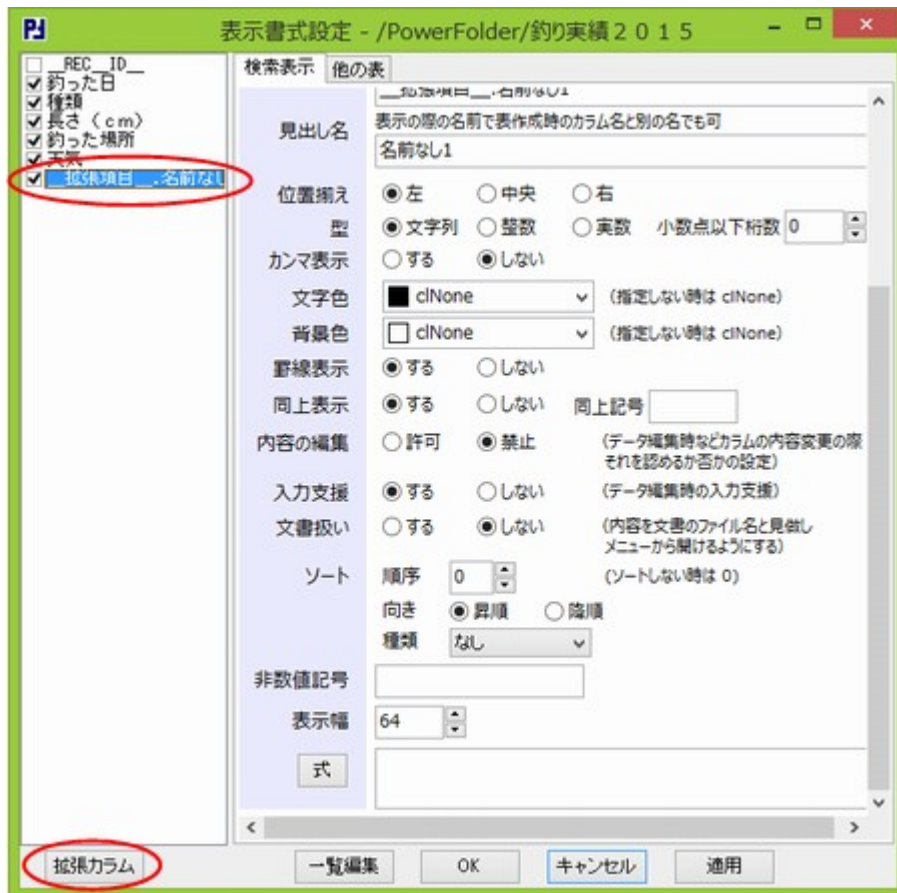 表示書式設定 - /PowerFolder/釣り実績２０１５
__REC__ID__
釣った日
種類
長さ（ｃｍ）
釣った場所
天気
__拡張項目__.名前なし
検索表示 他の表
__拡張項目__.名前なし1
見出し名 表示の際の名前で表作成時のカラム名と別の名でも可
名前なし1
位置揃え 左 中央 右
型 文字列 整数 実数 小数点以下桁数 0
カンマ表示 する しない
文字色 clNone (指定しない時は clNone)
背景色 clNone (指定しない時は clNone)
罫線表示 する しない
同上表示 する しない 同上記号
内容の編集 許可 禁止 (データ編集時などカラムの内容変更の際
それを認めるか否かの設定)
入力支援 する しない (データ編集時の入力支援)
文書扱い する しない (内容を文書のファイル名と見做し
メニューから開けるようにする)
ソート 順序 0 (ソートしない時は 0)
向き 昇順 降順
種類 なし
非数値記号
表示幅 64
式
拡張カラム 一覧編集 OK キャンセル 適用